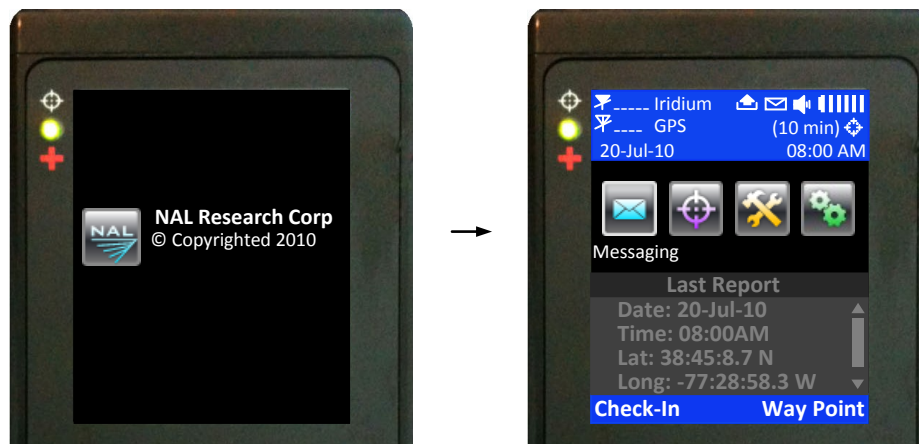 NAL
NAL Research Corp
© Copyrighted 2010
----- Iridium
---- GPS (10 min)
20-Jul-10 08:00 AM
Messaging
Last Report
Date: 20-Jul-10
Time: 08:00AM
Lat: 38:45:8.7 N
Long: -77:28:58.3 W
Check-In Way Point